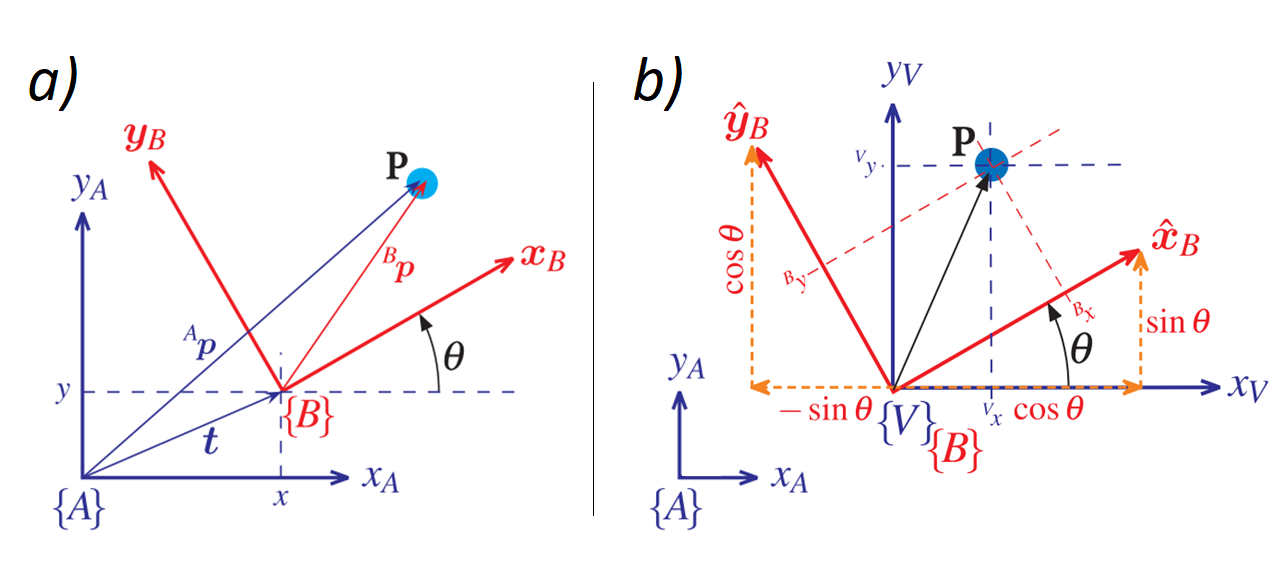 a)
y_B
P
y_A
x_B
^B p
^A p
θ
y
{B}
t
x_A
x
{A}
b)
y_V
ŷ_B
P
^V y
x̂_B
cos θ
^B y
^B x
sin θ
θ
y_A
x_V
− sin θ
{V}
^V x
cos θ
{B}
x_A
{A}